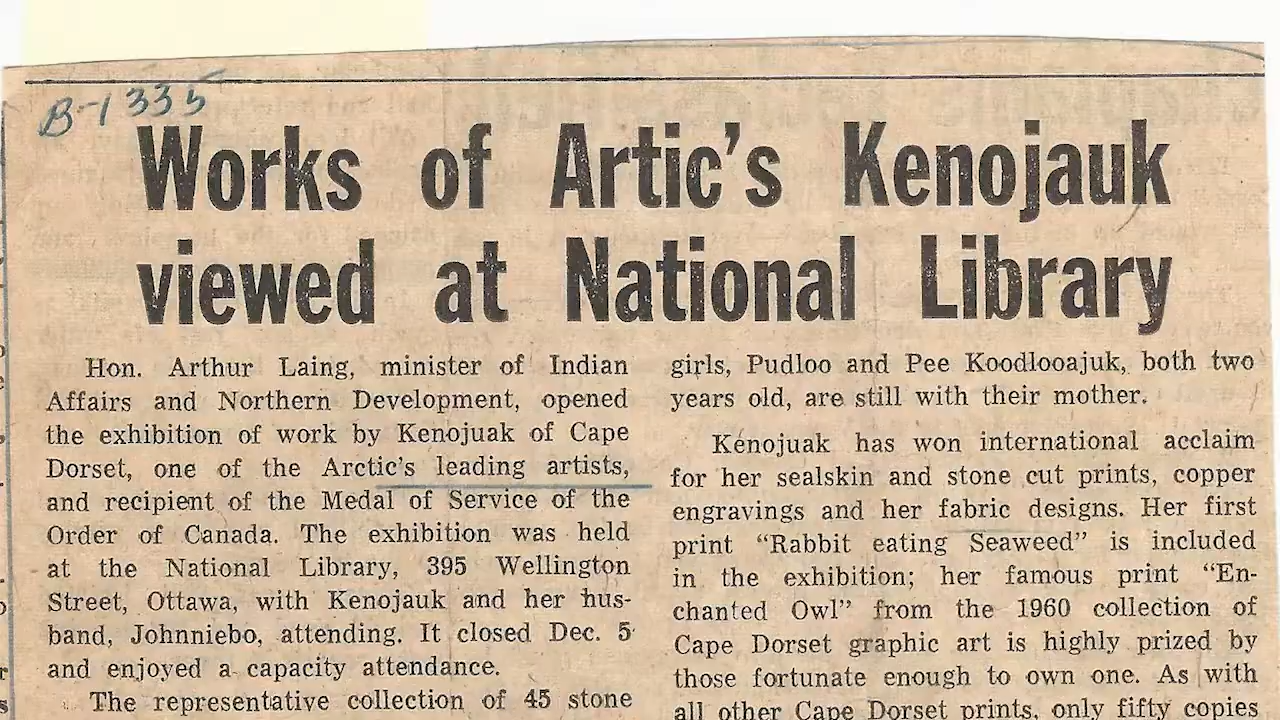 B-1335
Works of Artic's Kenojauk
viewed at National Library
Hon. Arthur Laing, minister of Indian
Affairs and Northern Development, opened
the exhibition of work by Kenojuak of Cape
Dorset, one of the Arctic's leading artists,
and recipient of the Medal of Service of the
Order of Canada. The exhibition was held
at the National Library, 395 Wellington
Street, Ottawa, with Kenojauk and her hus-
band, Johnniebo, attending. It closed Dec. 5
and enjoyed a capacity attendance.
The representative collection of 45 stone
girls, Pudloo and Pee Koodlooajuk, both two
years old, are still with their mother.
Kenojuak has won international acclaim
for her sealskin and stone cut prints, copper
engravings and her fabric designs. Her first
print "Rabbit eating Seaweed" is included
in the exhibition; her famous print "En-
chanted Owl" from the 1960 collection of
Cape Dorset graphic art is highly prized by
those fortunate enough to own one. As with
all other Cape Dorset prints, only fifty copies